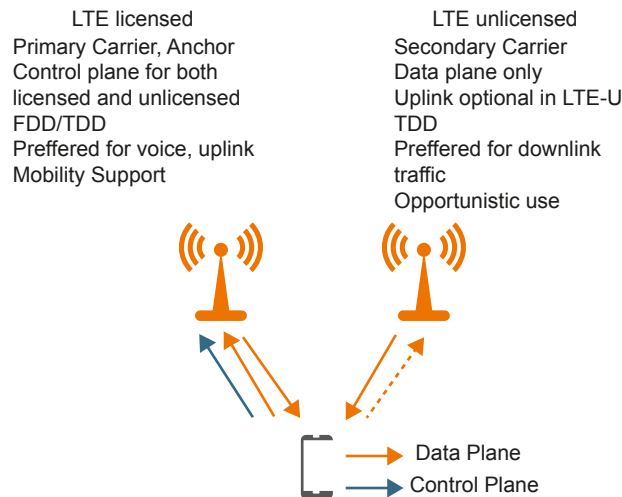 LTE licensed
Primary Carrier, Anchor
Control plane for both
licensed and unlicensed
FDD/TDD
Preffered for voice, uplink
Mobility Support
LTE unlicensed
Secondary Carrier
Data plane only
Uplink optional in LTE-U
TDD
Preffered for downlink
traffic
Opportunistic use
Data Plane
Control Plane